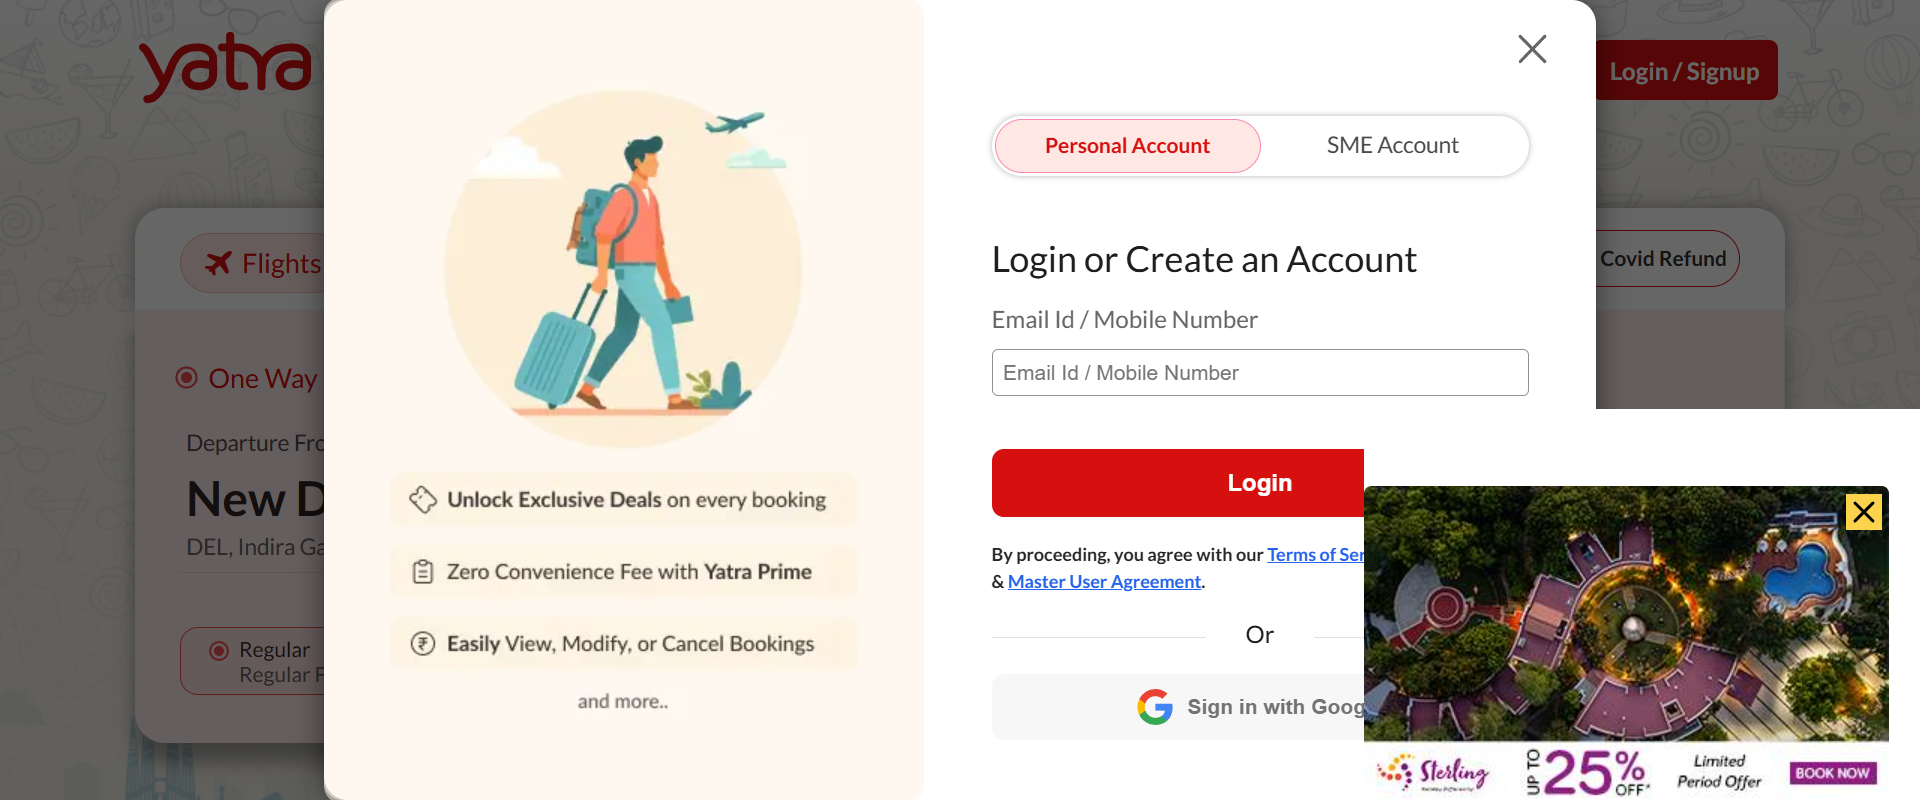 yatra
Login / Signup
Flights
Covid Refund
One Way
Departure Fro
New D
DEL, Indira Ga
Regular
Regular F
Unlock Exclusive Deals on every booking
Zero Convenience Fee with Yatra Prime
Easily View, Modify, or Cancel Bookings
and more..
Personal Account
SME Account
Login or Create an Account
Email Id / Mobile Number
Email Id / Mobile Number
Login
By proceeding, you agree with our Terms of Ser
& Master User Agreement.
Or
Sign in with Goog
Sterling
UP TO 25% OFF*
Limited
Period Offer
BOOK NOW